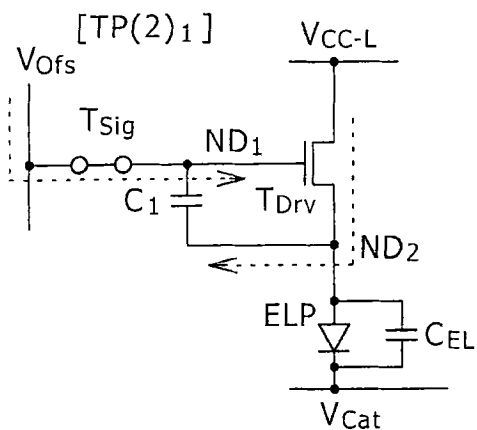 [TP(2)₁]
V_CC-L
V_Ofs
T_Sig
ND₁
C₁
T_Drv
ND₂
ELP
C_EL
V_Cat